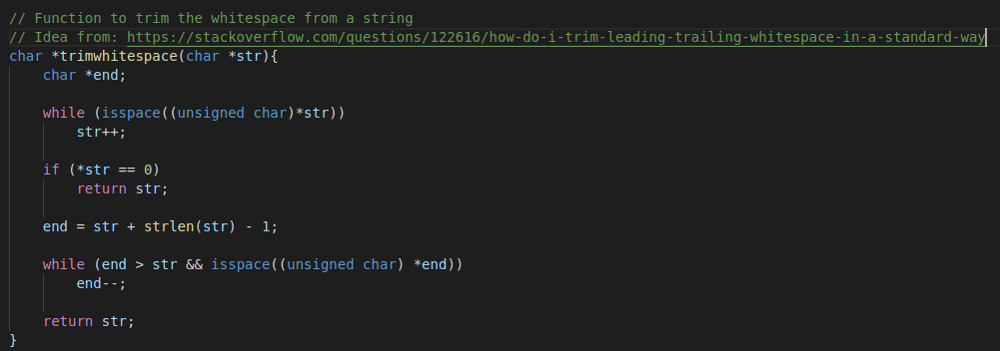 // Function to trim the whitespace from a string
// Idea from: https://stackoverflow.com/questions/122616/how-do-i-trim-leading-trailing-whitespace-in-a-standard-way
char *trimwhitespace(char *str){
    char *end;

    while (isspace((unsigned char)*str))
        str++;

    if (*str == 0)
        return str;

    end = str + strlen(str) - 1;

    while (end > str && isspace((unsigned char) *end))
        end--;

    return str;
}